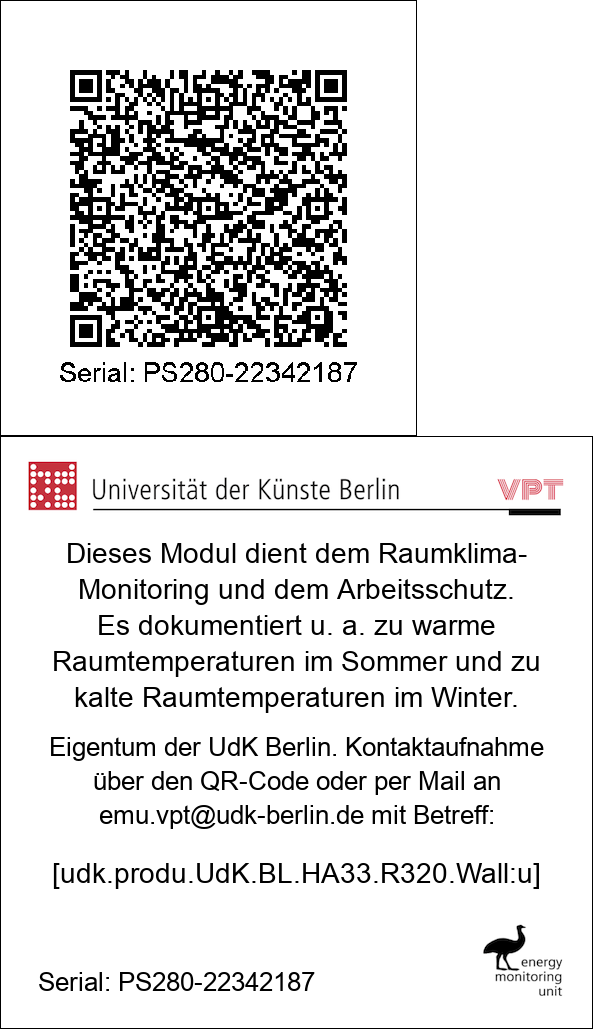 Serial: PS280-22342187
Universität der Künste Berlin
VPT
Dieses Modul dient dem Raumklima-
Monitoring und dem Arbeitsschutz.
Es dokumentiert u. a. zu warme
Raumtemperaturen im Sommer und zu
kalte Raumtemperaturen im Winter.
Eigentum der UdK Berlin. Kontaktaufnahme
über den QR-Code oder per Mail an
emu.vpt@udk-berlin.de mit Betreff:
[udk.produ.UdK.BL.HA33.R320.Wall:u]
energy
monitoring
unit
Serial: PS280-22342187